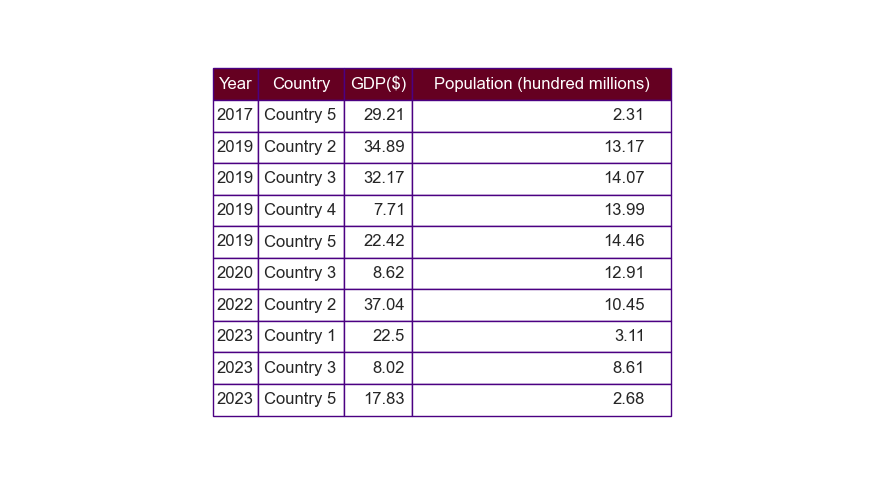 Year Country GDP($) Population (hundred millions)
2017 Country 5 29.21 2.31
2019 Country 2 34.89 13.17
2019 Country 3 32.17 14.07
2019 Country 4 7.71 13.99
2019 Country 5 22.42 14.46
2020 Country 3 8.62 12.91
2022 Country 2 37.04 10.45
2023 Country 1 22.5 3.11
2023 Country 3 8.02 8.61
2023 Country 5 17.83 2.68